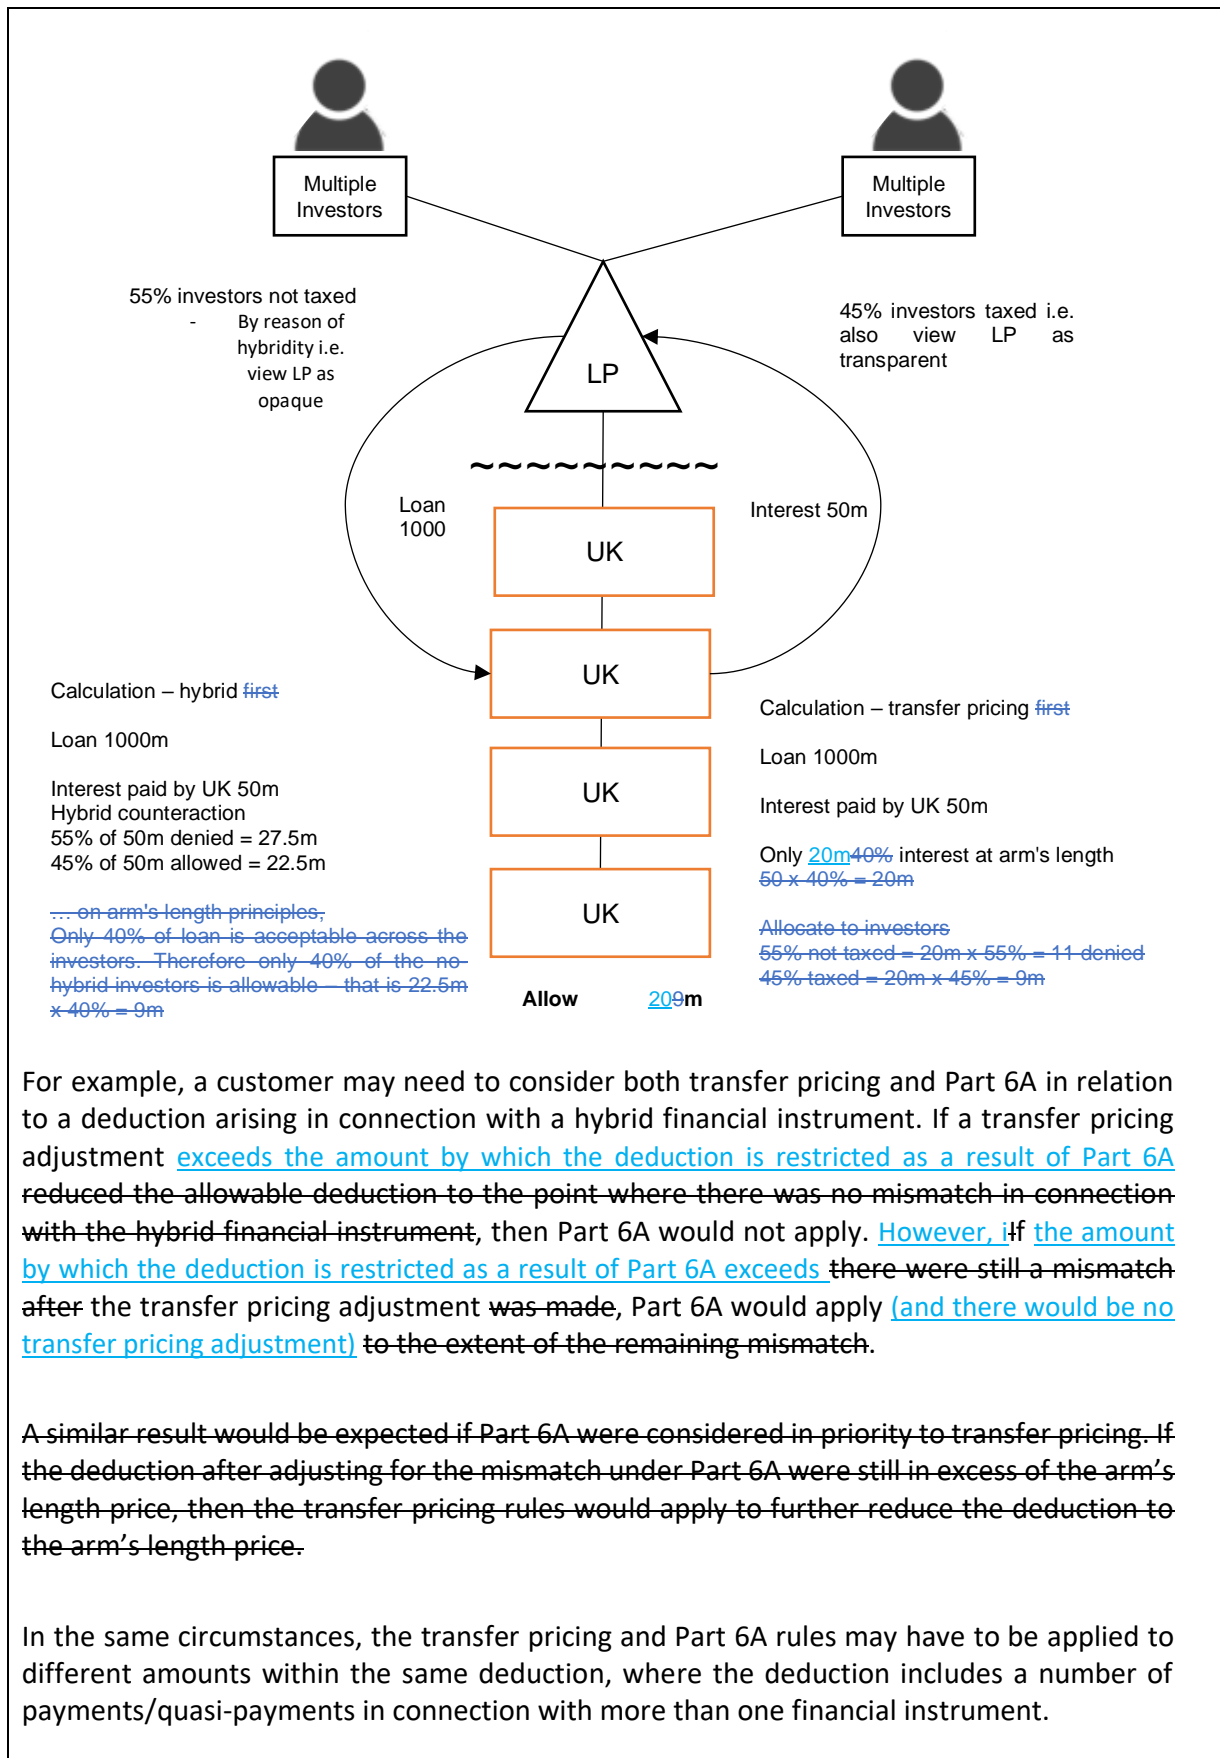 Multiple
Investors
Multiple
Investors
55% investors not taxed
- By reason of
hybridity i.e.
view LP as
opaque
45% investors taxed i.e.
also view LP as
transparent
LP
~~~~~~~~~
Loan
1000
Interest 50m
UK
UK
UK
UK
Calculation – hybrid first
Loan 1000m
Interest paid by UK 50m
Hybrid counteraction
55% of 50m denied = 27.5m
45% of 50m allowed = 22.5m
… on arm's length principles,
Only 40% of loan is acceptable across the
investors. Therefore only 40% of the no
hybrid investors is allowable – that is 22.5m
x 40% = 9m
Calculation – transfer pricing first
Loan 1000m
Interest paid by UK 50m
Only 20m40% interest at arm's length
50 x 40% = 20m
Allocate to investors
55% not taxed = 20m x 55% = 11 denied
45% taxed = 20m x 45% = 9m
Allow 209m
For example, a customer may need to consider both transfer pricing and Part 6A in relation
to a deduction arising in connection with a hybrid financial instrument. If a transfer pricing
adjustment exceeds the amount by which the deduction is restricted as a result of Part 6A
reduced the allowable deduction to the point where there was no mismatch in connection
with the hybrid financial instrument, then Part 6A would not apply. However, iIf the amount
by which the deduction is restricted as a result of Part 6A exceeds there were still a mismatch
after the transfer pricing adjustment was made, Part 6A would apply (and there would be no
transfer pricing adjustment) to the extent of the remaining mismatch.
A similar result would be expected if Part 6A were considered in priority to transfer pricing. If
the deduction after adjusting for the mismatch under Part 6A were still in excess of the arm’s
length price, then the transfer pricing rules would apply to further reduce the deduction to
the arm’s length price.
In the same circumstances, the transfer pricing and Part 6A rules may have to be applied to
different amounts within the same deduction, where the deduction includes a number of
payments/quasi-payments in connection with more than one financial instrument.